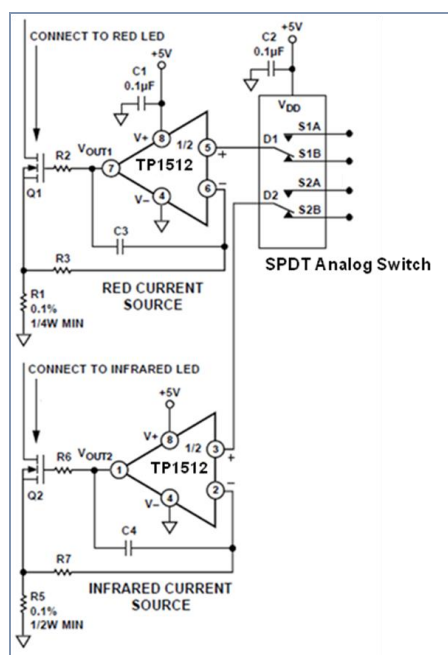 CONNECT TO RED LED
+5V
C1
0.1µF
C2
0.1µF
+5V
V+
8
1/2
5
+
TP1512
VOUT1
7
R2
Q1
V–
4
6
–
C3
R3
R1
0.1%
1/4W MIN
RED CURRENT
SOURCE
VDD
D1
S1A
S1B
S2A
D2
S2B
SPDT Analog Switch
CONNECT TO INFRARED LED
+5V
V+
8
1/2
3
+
TP1512
VOUT2
1
R6
Q2
V–
4
2
–
C4
R7
R5
0.1%
1/2W MIN
INFRARED CURRENT
SOURCE